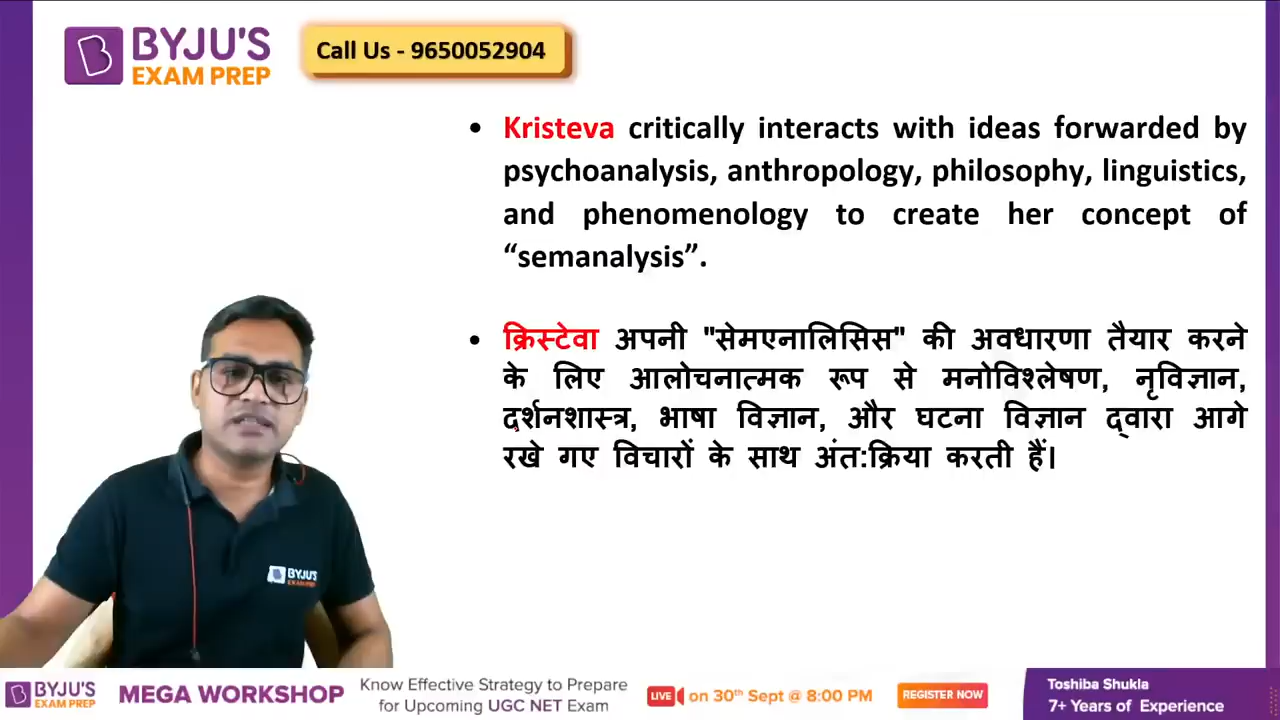 BYJU'S
EXAM PREP
Call Us - 9650052904
• Kristeva critically interacts with ideas forwarded by
psychoanalysis, anthropology, philosophy, linguistics,
and phenomenology to create her concept of
“semanalysis”.
• क्रिस्टेवा अपनी "सेमएनालिसिस" की अवधारणा तैयार करने
के लिए आलोचनात्मक रूप से मनोविश्लेषण, नृविज्ञान,
दर्शनशास्त्र, भाषा विज्ञान, और घटना विज्ञान द्वारा आगे
रखे गए विचारों के साथ अंत:क्रिया करती हैं।
BYJU'S
EXAM PREP
BYJU'S
EXAM PREP
MEGA WORKSHOP
Know Effective Strategy to Prepare
for Upcoming UGC NET Exam
LIVE on 30th Sept @ 8:00 PM
REGISTER NOW
Toshiba Shukla
7+ Years of Experience